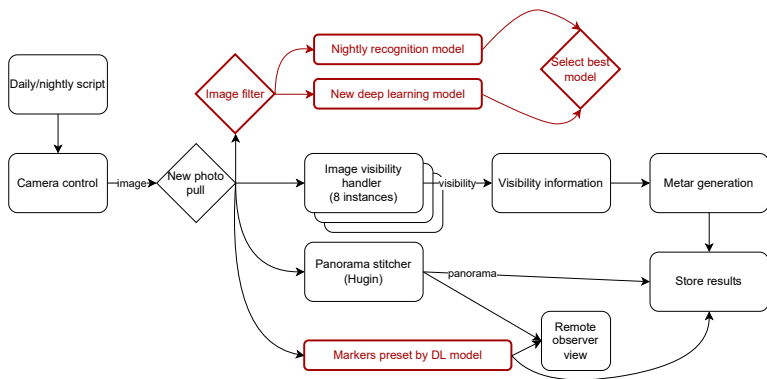 Nightly recognition model
Select best
model
Daily/nightly script
Image filter
New deep learning model
Camera control
image
New photo
pull
Image visibility
handler
(8 instances)
visibility
Visibility information
Metar generation
Panorama stitcher
(Hugin)
panorama
Store results
Remote
observer
view
Markers preset by DL model